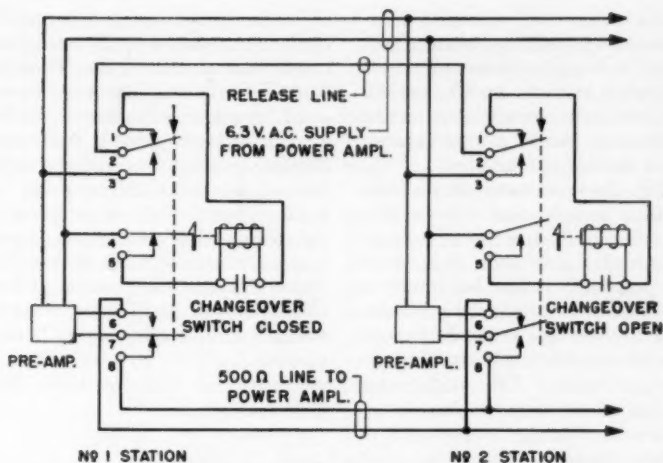 RELEASE LINE
6.3 V. A.C. SUPPLY
FROM POWER AMPL.
1
2
3
4
5
6
7
8
CHANGEOVER
SWITCH CLOSED
PRE-AMP.
1
2
3
4
5
6
7
8
CHANGEOVER
SWITCH OPEN
PRE-AMPL.
500 Ω LINE TO
POWER AMPL.
Nº 1 STATION
Nº 2 STATION